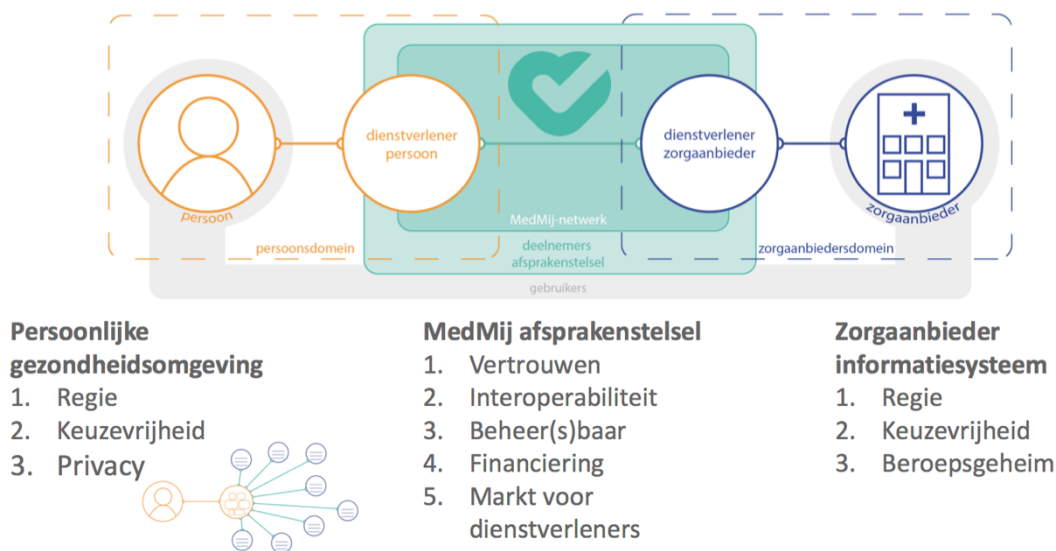 dienstverlener
persoon
dienstverlener
zorgaanbieder
persoon
zorgaanbieder
MedMij-netwerk
persoonsdomein
deelnemers
afsprakenstelsel
zorgaanbiedersdomein
gebruikers
Persoonlijke
gezondheidsomgeving
1. Regie
2. Keuzevrijheid
3. Privacy
MedMij afsprakenstelsel
1. Vertrouwen
2. Interoperabiliteit
3. Beheer(s)baar
4. Financiering
5. Markt voor
dienstverleners
Zorgaanbieder
informatiesysteem
1. Regie
2. Keuzevrijheid
3. Beroepsgeheim